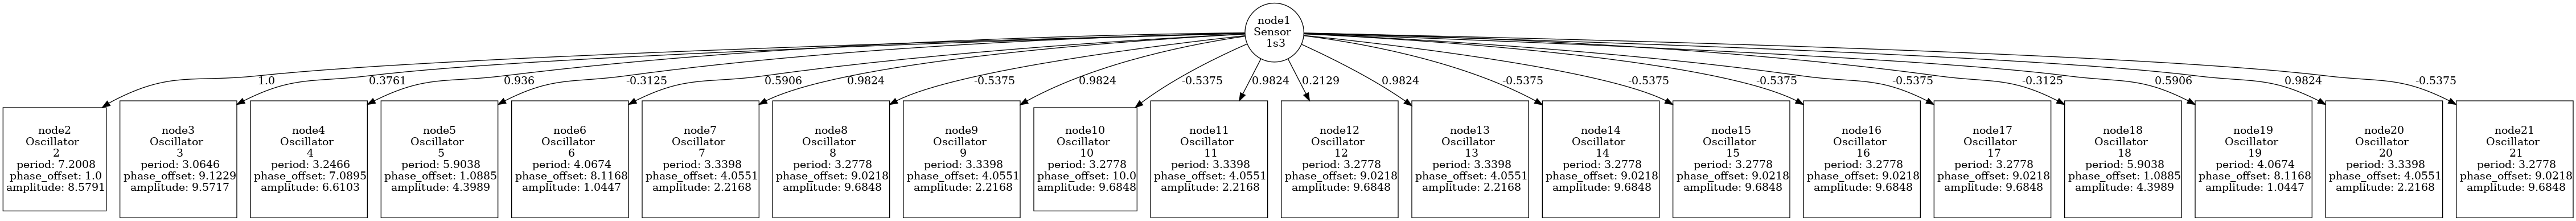 node1
Sensor
1s3
1.0
0.3761
0.936
-0.3125
0.5906
0.9824
-0.5375
0.9824
-0.5375
0.9824
0.2129
0.9824
-0.5375
-0.5375
-0.5375
-0.5375
-0.3125
0.5906
0.9824
-0.5375
node2
Oscillator
2
period: 7.2008
phase_offset: 1.0
amplitude: 8.5791
node3
Oscillator
3
period: 3.0646
phase_offset: 9.1229
amplitude: 9.5717
node4
Oscillator
4
period: 3.2466
phase_offset: 7.0895
amplitude: 6.6103
node5
Oscillator
5
period: 5.9038
phase_offset: 1.0885
amplitude: 4.3989
node6
Oscillator
6
period: 4.0674
phase_offset: 8.1168
amplitude: 1.0447
node7
Oscillator
7
period: 3.3398
phase_offset: 4.0551
amplitude: 2.2168
node8
Oscillator
8
period: 3.2778
phase_offset: 9.0218
amplitude: 9.6848
node9
Oscillator
9
period: 3.3398
phase_offset: 4.0551
amplitude: 2.2168
node10
Oscillator
10
period: 3.2778
phase_offset: 10.0
amplitude: 9.6848
node11
Oscillator
11
period: 3.3398
phase_offset: 4.0551
amplitude: 2.2168
node12
Oscillator
12
period: 3.2778
phase_offset: 9.0218
amplitude: 9.6848
node13
Oscillator
13
period: 3.3398
phase_offset: 4.0551
amplitude: 2.2168
node14
Oscillator
14
period: 3.2778
phase_offset: 9.0218
amplitude: 9.6848
node15
Oscillator
15
period: 3.2778
phase_offset: 9.0218
amplitude: 9.6848
node16
Oscillator
16
period: 3.2778
phase_offset: 9.0218
amplitude: 9.6848
node17
Oscillator
17
period: 3.2778
phase_offset: 9.0218
amplitude: 9.6848
node18
Oscillator
18
period: 5.9038
phase_offset: 1.0885
amplitude: 4.3989
node19
Oscillator
19
period: 4.0674
phase_offset: 8.1168
amplitude: 1.0447
node20
Oscillator
20
period: 3.3398
phase_offset: 4.0551
amplitude: 2.2168
node21
Oscillator
21
period: 3.2778
phase_offset: 9.0218
amplitude: 9.6848